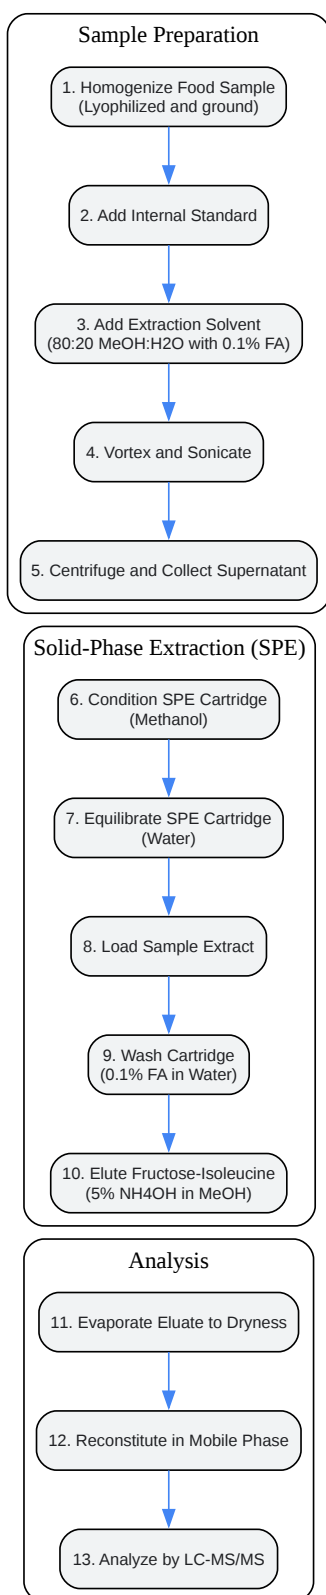 Sample Preparation
1. Homogenize Food Sample
(Lyophilized and ground)
2. Add Internal Standard
3. Add Extraction Solvent
(80:20 MeOH:H2O with 0.1% FA)
4. Vortex and Sonicate
5. Centrifuge and Collect Supernatant
Solid-Phase Extraction (SPE)
6. Condition SPE Cartridge
(Methanol)
7. Equilibrate SPE Cartridge
(Water)
8. Load Sample Extract
9. Wash Cartridge
(0.1% FA in Water)
10. Elute Fructose-Isoleucine
(5% NH4OH in MeOH)
Analysis
11. Evaporate Eluate to Dryness
12. Reconstitute in Mobile Phase
13. Analyze by LC-MS/MS